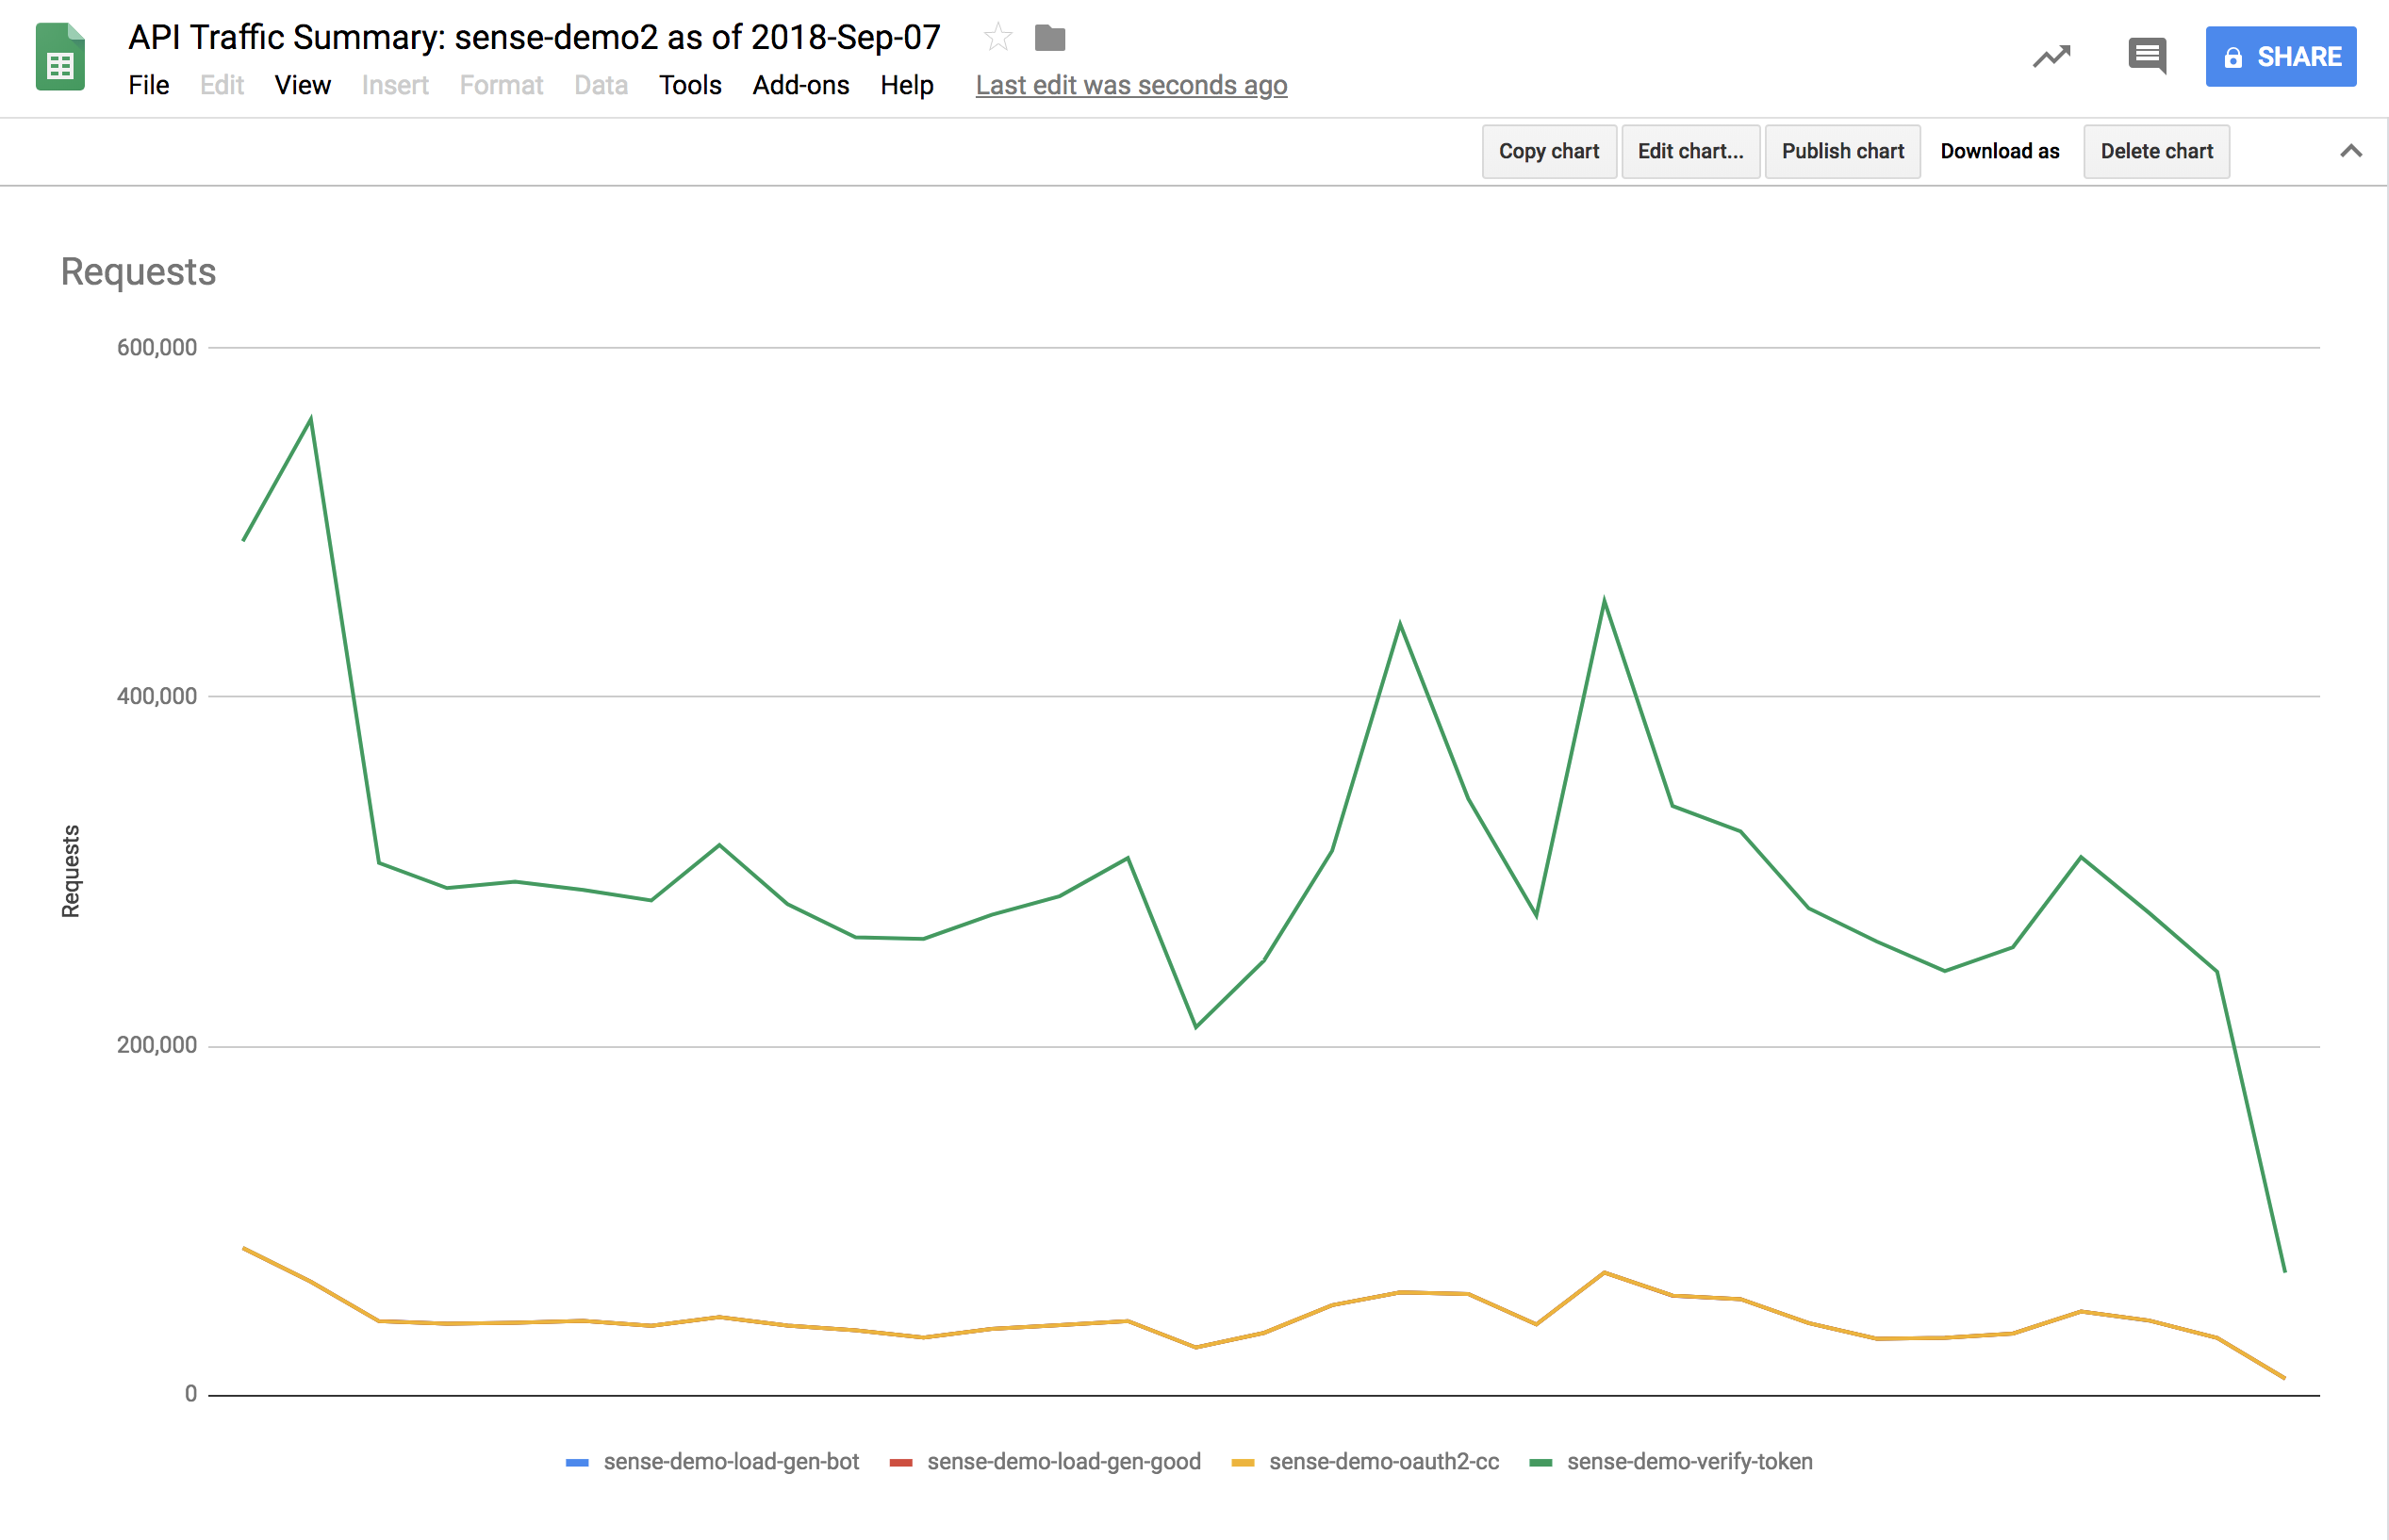 API Traffic Summary: sense-demo2 as of 2018-Sep-07
File Edit View Insert Format Data Tools Add-ons Help Last edit was seconds ago
SHARE
Copy chart Edit chart... Publish chart Download as Delete chart
Requests
600,000
400,000
200,000
0
Requests
sense-demo-load-gen-bot sense-demo-load-gen-good sense-demo-oauth2-cc sense-demo-verify-token